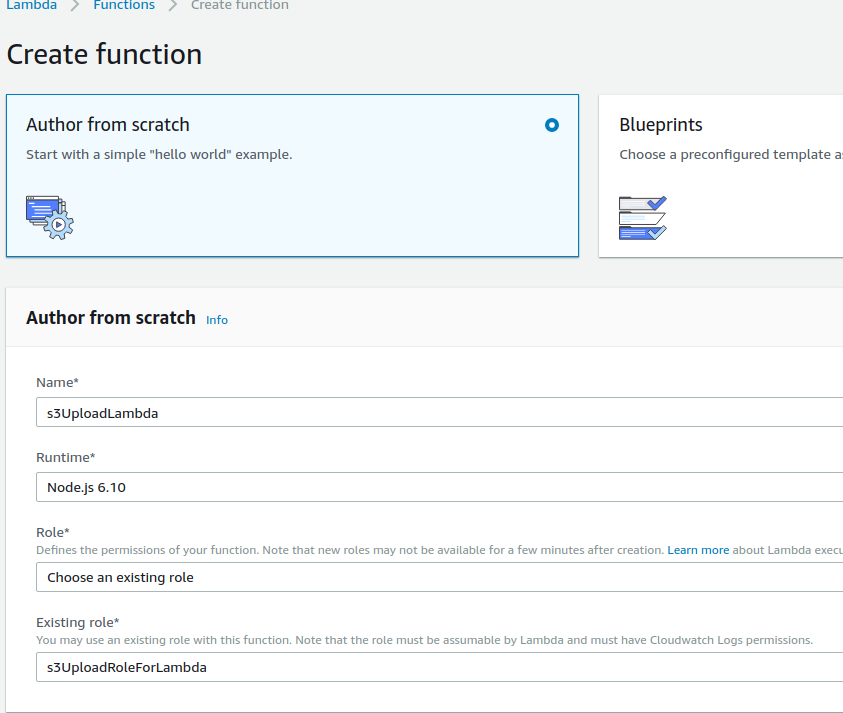 Lambda > Functions > Create function
Create function
Author from scratch
Start with a simple "hello world" example.
Blueprints
Choose a preconfigured template
Author from scratch Info
Name*
s3UploadLambda
Runtime*
Node.js 6.10
Role*
Defines the permissions of your function. Note that new roles may not be available for a few minutes after creation. Learn more about Lambda
Choose an existing role
Existing role*
You may use an existing role with this function. Note that the role must be assumable by Lambda and must have Cloudwatch Logs permissions.
s3UploadRoleForLambda